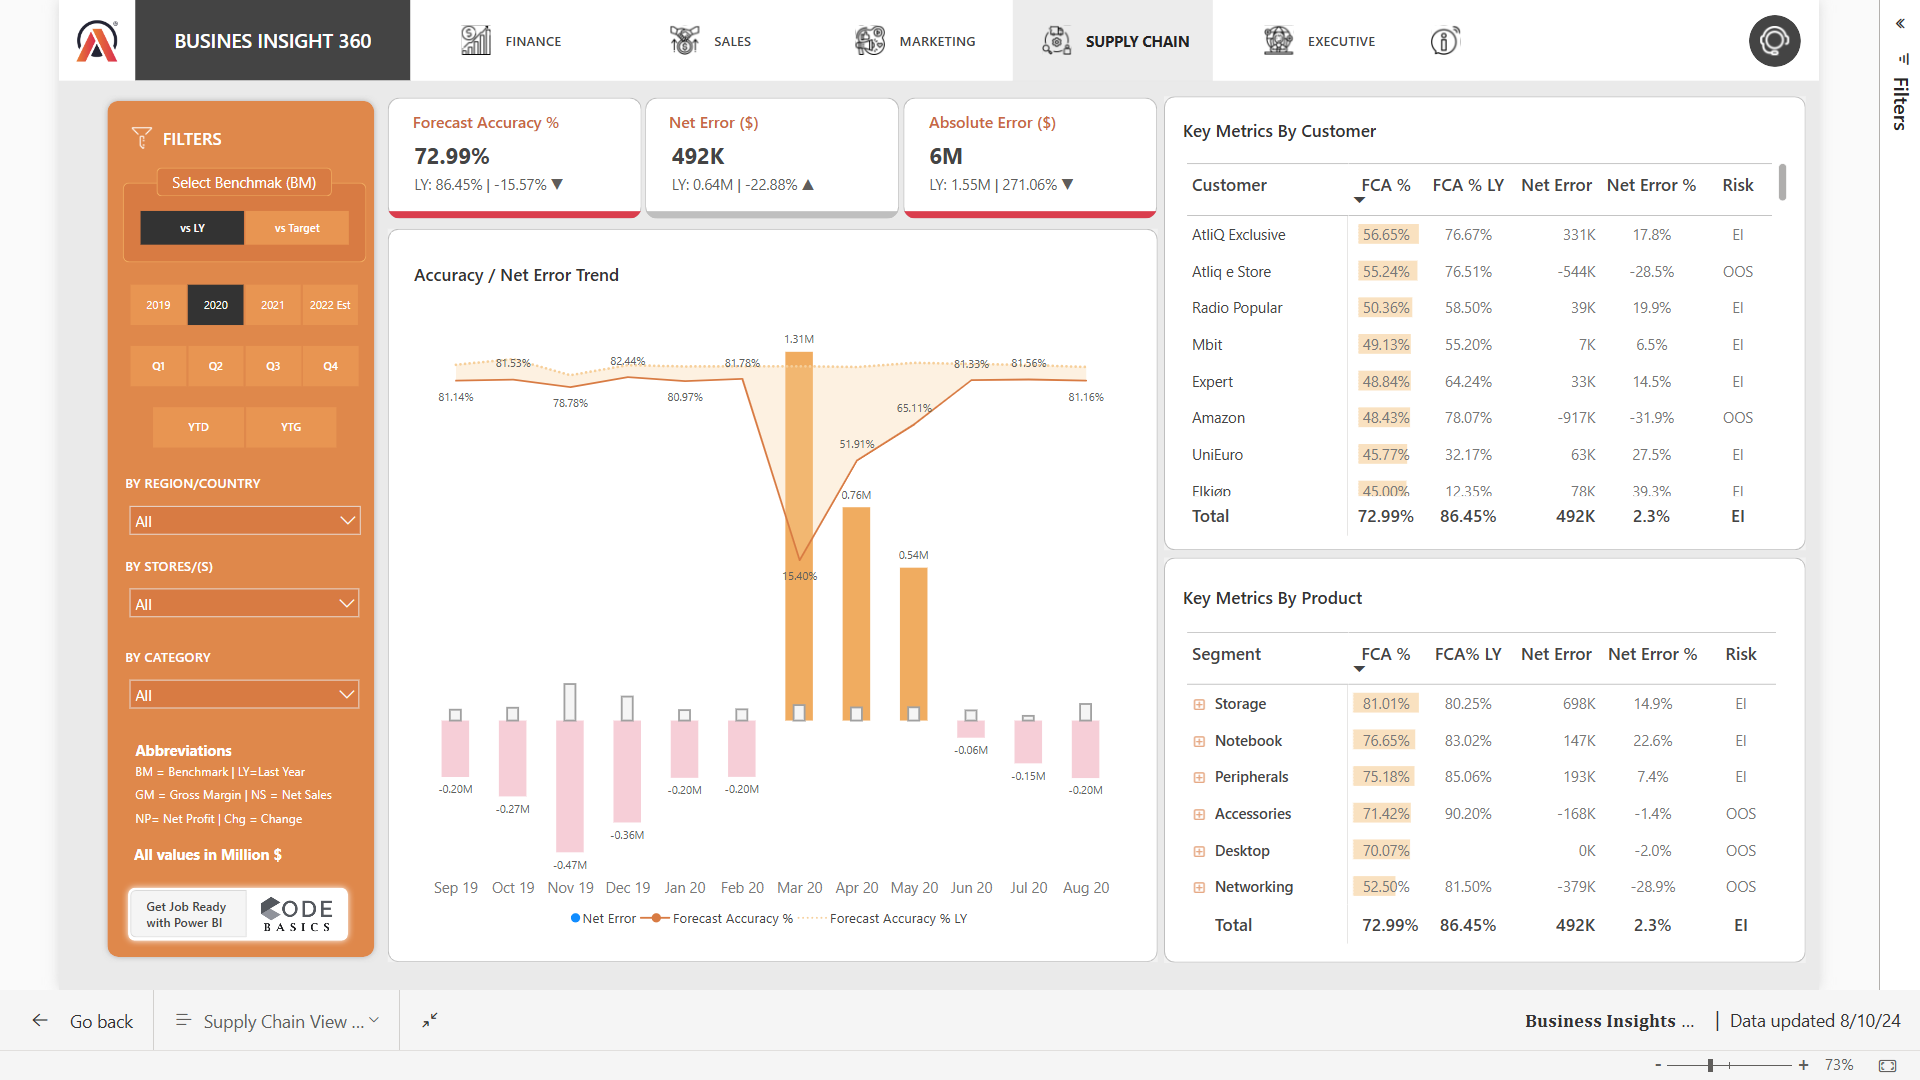 BUSINES INSIGHT 360
FINANCE
SALES
MARKETING
SUPPLY CHAIN
EXECUTIVE
Filters
FILTERS
Select Benchmak (BM)
vs LY
vs Target
2019
2020
2021
2022 Est
Q1
Q2
Q3
Q4
YTD
YTG
BY REGION/COUNTRY
All
BY STORES/(S)
All
BY CATEGORY
All
Abbreviations
BM = Benchmark | LY=Last Year
GM = Gross Margin | NS = Net Sales
NP= Net Profit | Chg = Change
All values in Million $
Get Job Ready
with Power BI
CODE
BASICS
Forecast Accuracy %
72.99%
LY: 86.45% | -15.57% ▼
Net Error ($)
492K
LY: 0.64M | -22.88% ▲
Absolute Error ($)
6M
LY: 1.55M | 271.06% ▼
Accuracy / Net Error Trend
1.31M
81.53%
82.44%
81.78%
81.33%
81.56%
81.14%
78.78%
80.97%
65.11%
81.16%
51.91%
0.76M
0.54M
15.40%
-0.20M
-0.27M
-0.47M
-0.36M
-0.20M
-0.20M
-0.06M
-0.15M
-0.20M
Sep 19 Oct 19 Nov 19 Dec 19 Jan 20 Feb 20 Mar 20 Apr 20 May 20 Jun 20 Jul 20 Aug 20
Net Error Forecast Accuracy % Forecast Accuracy % LY
Key Metrics By Customer
Customer FCA % FCA % LY Net Error Net Error % Risk
AtliQ Exclusive 56.65% 76.67% 331K 17.8% EI
Atliq e Store 55.24% 76.51% -544K -28.5% OOS
Radio Popular 50.36% 58.50% 39K 19.9% EI
Mbit 49.13% 55.20% 7K 6.5% EI
Expert 48.84% 64.24% 33K 14.5% EI
Amazon 48.43% 78.07% -917K -31.9% OOS
UniEuro 45.77% 32.17% 63K 27.5% EI
Elkjøp 45.00% 12.35% 78K 39.3% EI
Total 72.99% 86.45% 492K 2.3% EI
Key Metrics By Product
Segment FCA % FCA% LY Net Error Net Error % Risk
Storage 81.01% 80.25% 698K 14.9% EI
Notebook 76.65% 83.02% 147K 22.6% EI
Peripherals 75.18% 85.06% 193K 7.4% EI
Accessories 71.42% 90.20% -168K -1.4% OOS
Desktop 70.07% 0K -2.0% OOS
Networking 52.50% 81.50% -379K -28.9% OOS
Total 72.99% 86.45% 492K 2.3% EI
Go back
Supply Chain View ...
Business Insights ... | Data updated 8/10/24
- + 73%